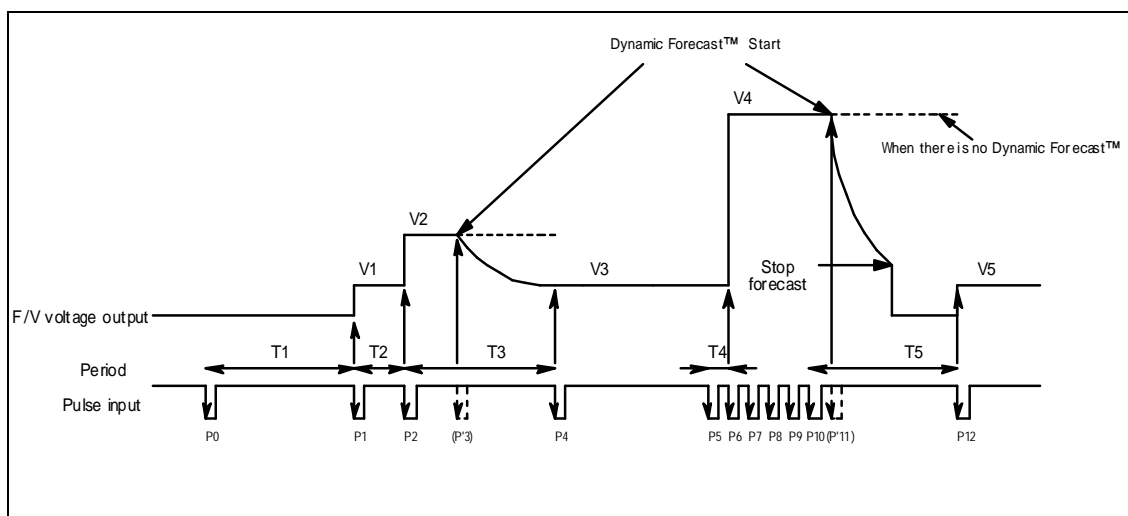 Dynamic Forecast™ Start
V4
When there is no Dynamic Forecast™
V2
V1
V3
Stop
forecast
V5
F/V voltage output
T1
T2
T3
T4
T5
Period
Pulse input
P0
P1
P2
(P'3)
P4
P5
P6
P7
P8
P9
P10
(P'11)
P12